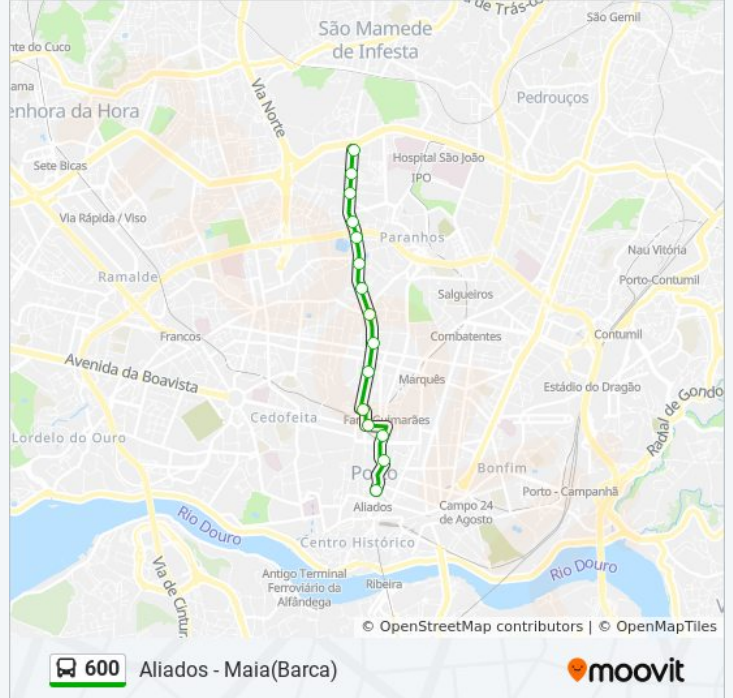 de Trás-
São Gemil
São Mamede
de Infesta
nte do Cuco
ama
Via Norte
Pedrouços
enhora da Hora
Hospital São João
Sete Bicas
IPO
Via Rápida / Viso
Paranhos
Nau Vitória
Ramalde
Porto-Contumil
Salgueiros
Francos
Combatentes
Contumil
Avenida da Boavista
Marquês
Estádio do Dragão
Radial de Gondo
Cedofeita
Guimarães
Lordelo do Ouro
Bonfim
Porto - Campanhã
Aliados
Campo 24
de Agosto
Rio Douro
Centro Histórico
Via de Cintur
Antigo Terminal
Ferroviário da
Alfândega
Ribeira
Rio Douro
© OpenStreetMap contributors | © OpenMapTiles
600 Aliados - Maia(Barca)
moovit